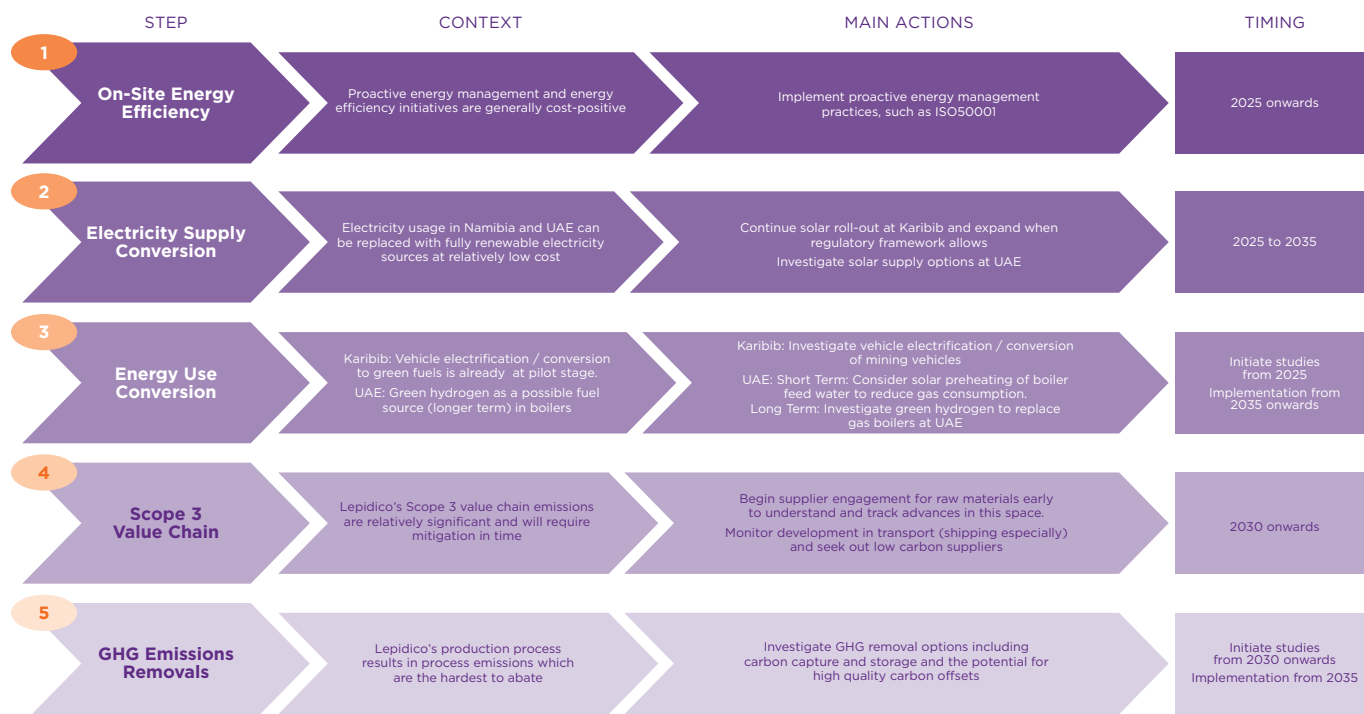 STEP
CONTEXT
MAIN ACTIONS
TIMING
1
On-Site Energy
Efficiency
Proactive energy management and energy
efficiency initiatives are generally cost-positive
Implement proactive energy management
practices, such as ISO50001
2025 onwards
2
Electricity Supply
Conversion
Electricity usage in Namibia and UAE can
be replaced with fully renewable electricity
sources at relatively low cost
Continue solar roll-out at Karibib and expand when
regulatory framework allows
Investigate solar supply options at UAE
2025 to 2035
3
Energy Use
Conversion
Karibib: Vehicle electrification / conversion
to green fuels is already at pilot stage.
UAE: Green hydrogen as a possible fuel
source (longer term) in boilers
Karibib: Investigate vehicle electrification / conversion
of mining vehicles
UAE: Short Term: Consider solar preheating of boiler
feed water to reduce gas consumption.
Long Term: Investigate green hydrogen to replace
gas boilers at UAE
Initiate studies
from 2025
Implementation from
2035 onwards
4
Scope 3
Value Chain
Lepidico's Scope 3 value chain emissions
are relatively significant and will require
mitigation in time
Begin supplier engagement for raw materials early
to understand and track advances in this space.
Monitor development in transport (shipping especially)
and seek out low carbon suppliers
2030 onwards
5
GHG Emissions
Removals
Lepidico's production process
results in process emissions which
are the hardest to abate
Investigate GHG removal options including
carbon capture and storage and the potential for
high quality carbon offsets
Initiate studies
from 2030 onwards
Implementation from 2035